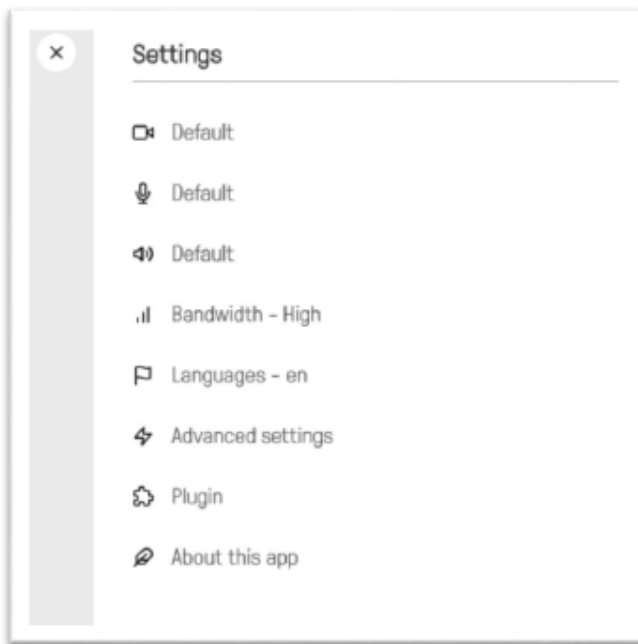 Settings
Default
Default
Default
Bandwidth - High
Languages - en
Advanced settings
Plugin
About this app